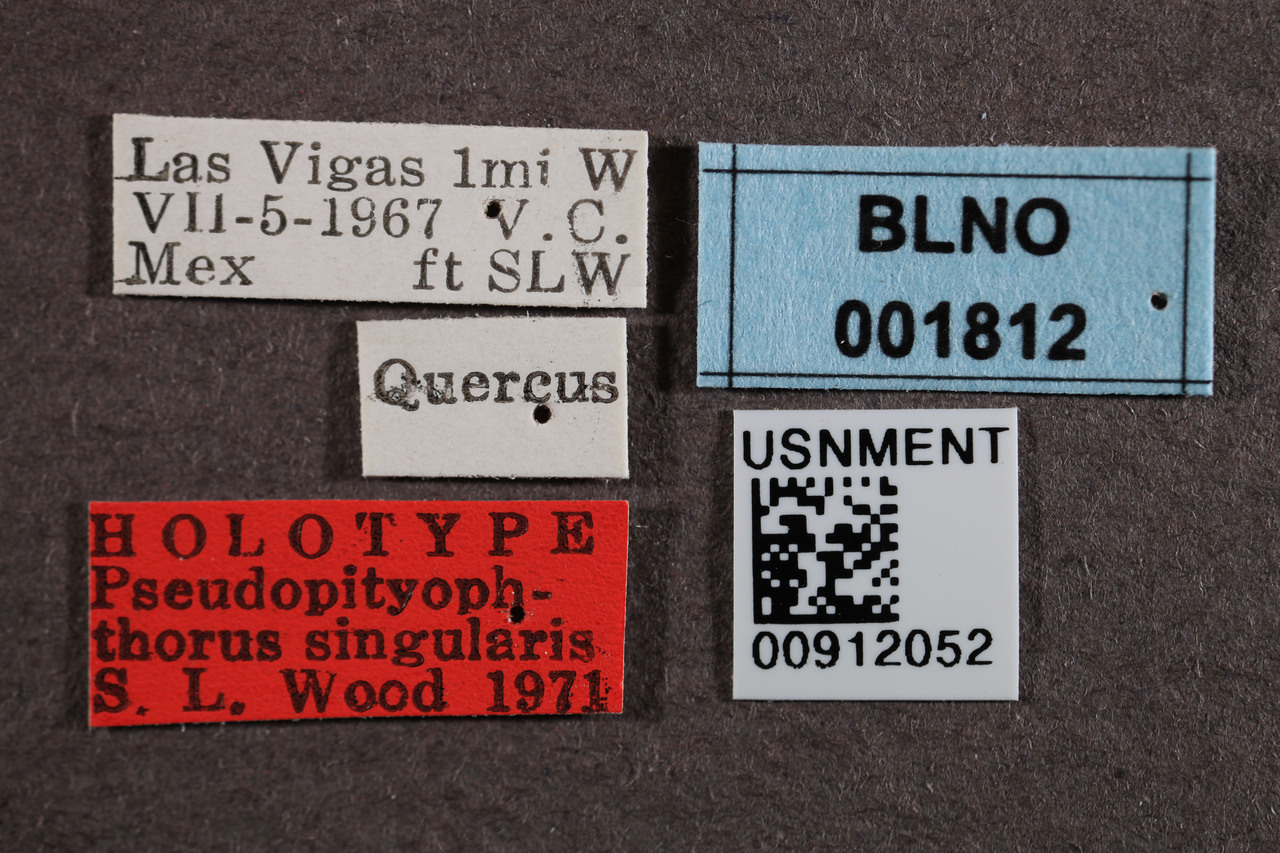 Las Vigas 1mi W
VII-5-1967 V.C.
Mex ft SLW
Quercus
HOLOTYPE
Pseudopityoph-
thorus singularis
S. L. Wood 1971
BLNO
001812
USNMENT
00912052